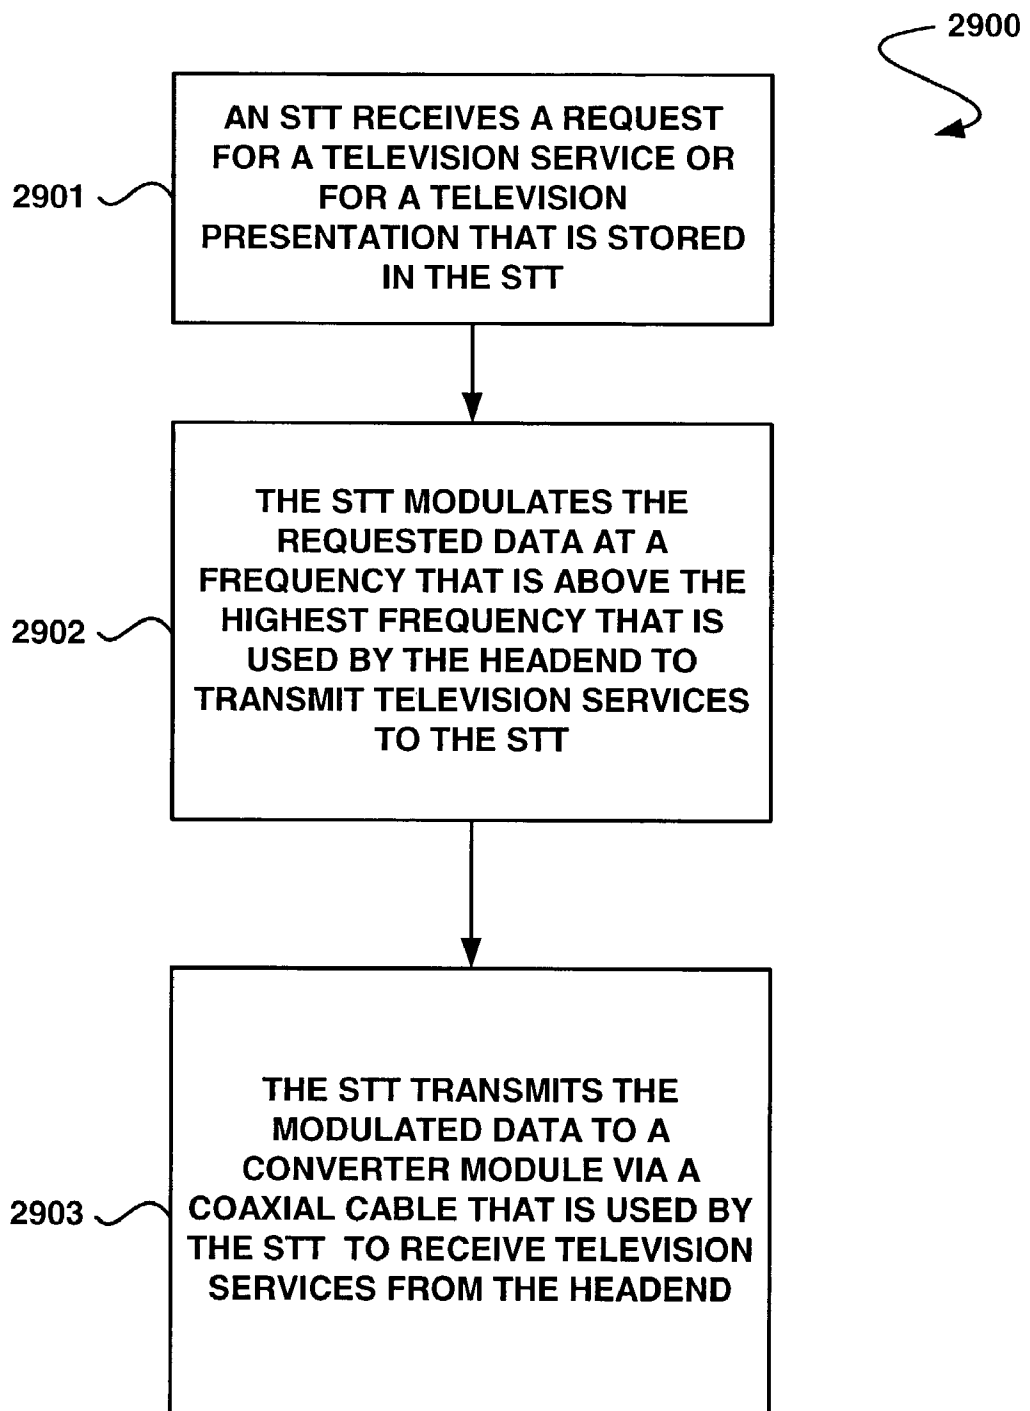 2900
AN STT RECEIVES A REQUEST
FOR A TELEVISION SERVICE OR
FOR A TELEVISION
PRESENTATION THAT IS STORED
IN THE STT
2901
THE STT MODULATES THE
REQUESTED DATA AT A
FREQUENCY THAT IS ABOVE THE
HIGHEST FREQUENCY THAT IS
USED BY THE HEADEND TO
TRANSMIT TELEVISION SERVICES
TO THE STT
2902
THE STT TRANSMITS THE
MODULATED DATA TO A
CONVERTER MODULE VIA A
COAXIAL CABLE THAT IS USED BY
THE STT TO RECEIVE TELEVISION
SERVICES FROM THE HEADEND
2903